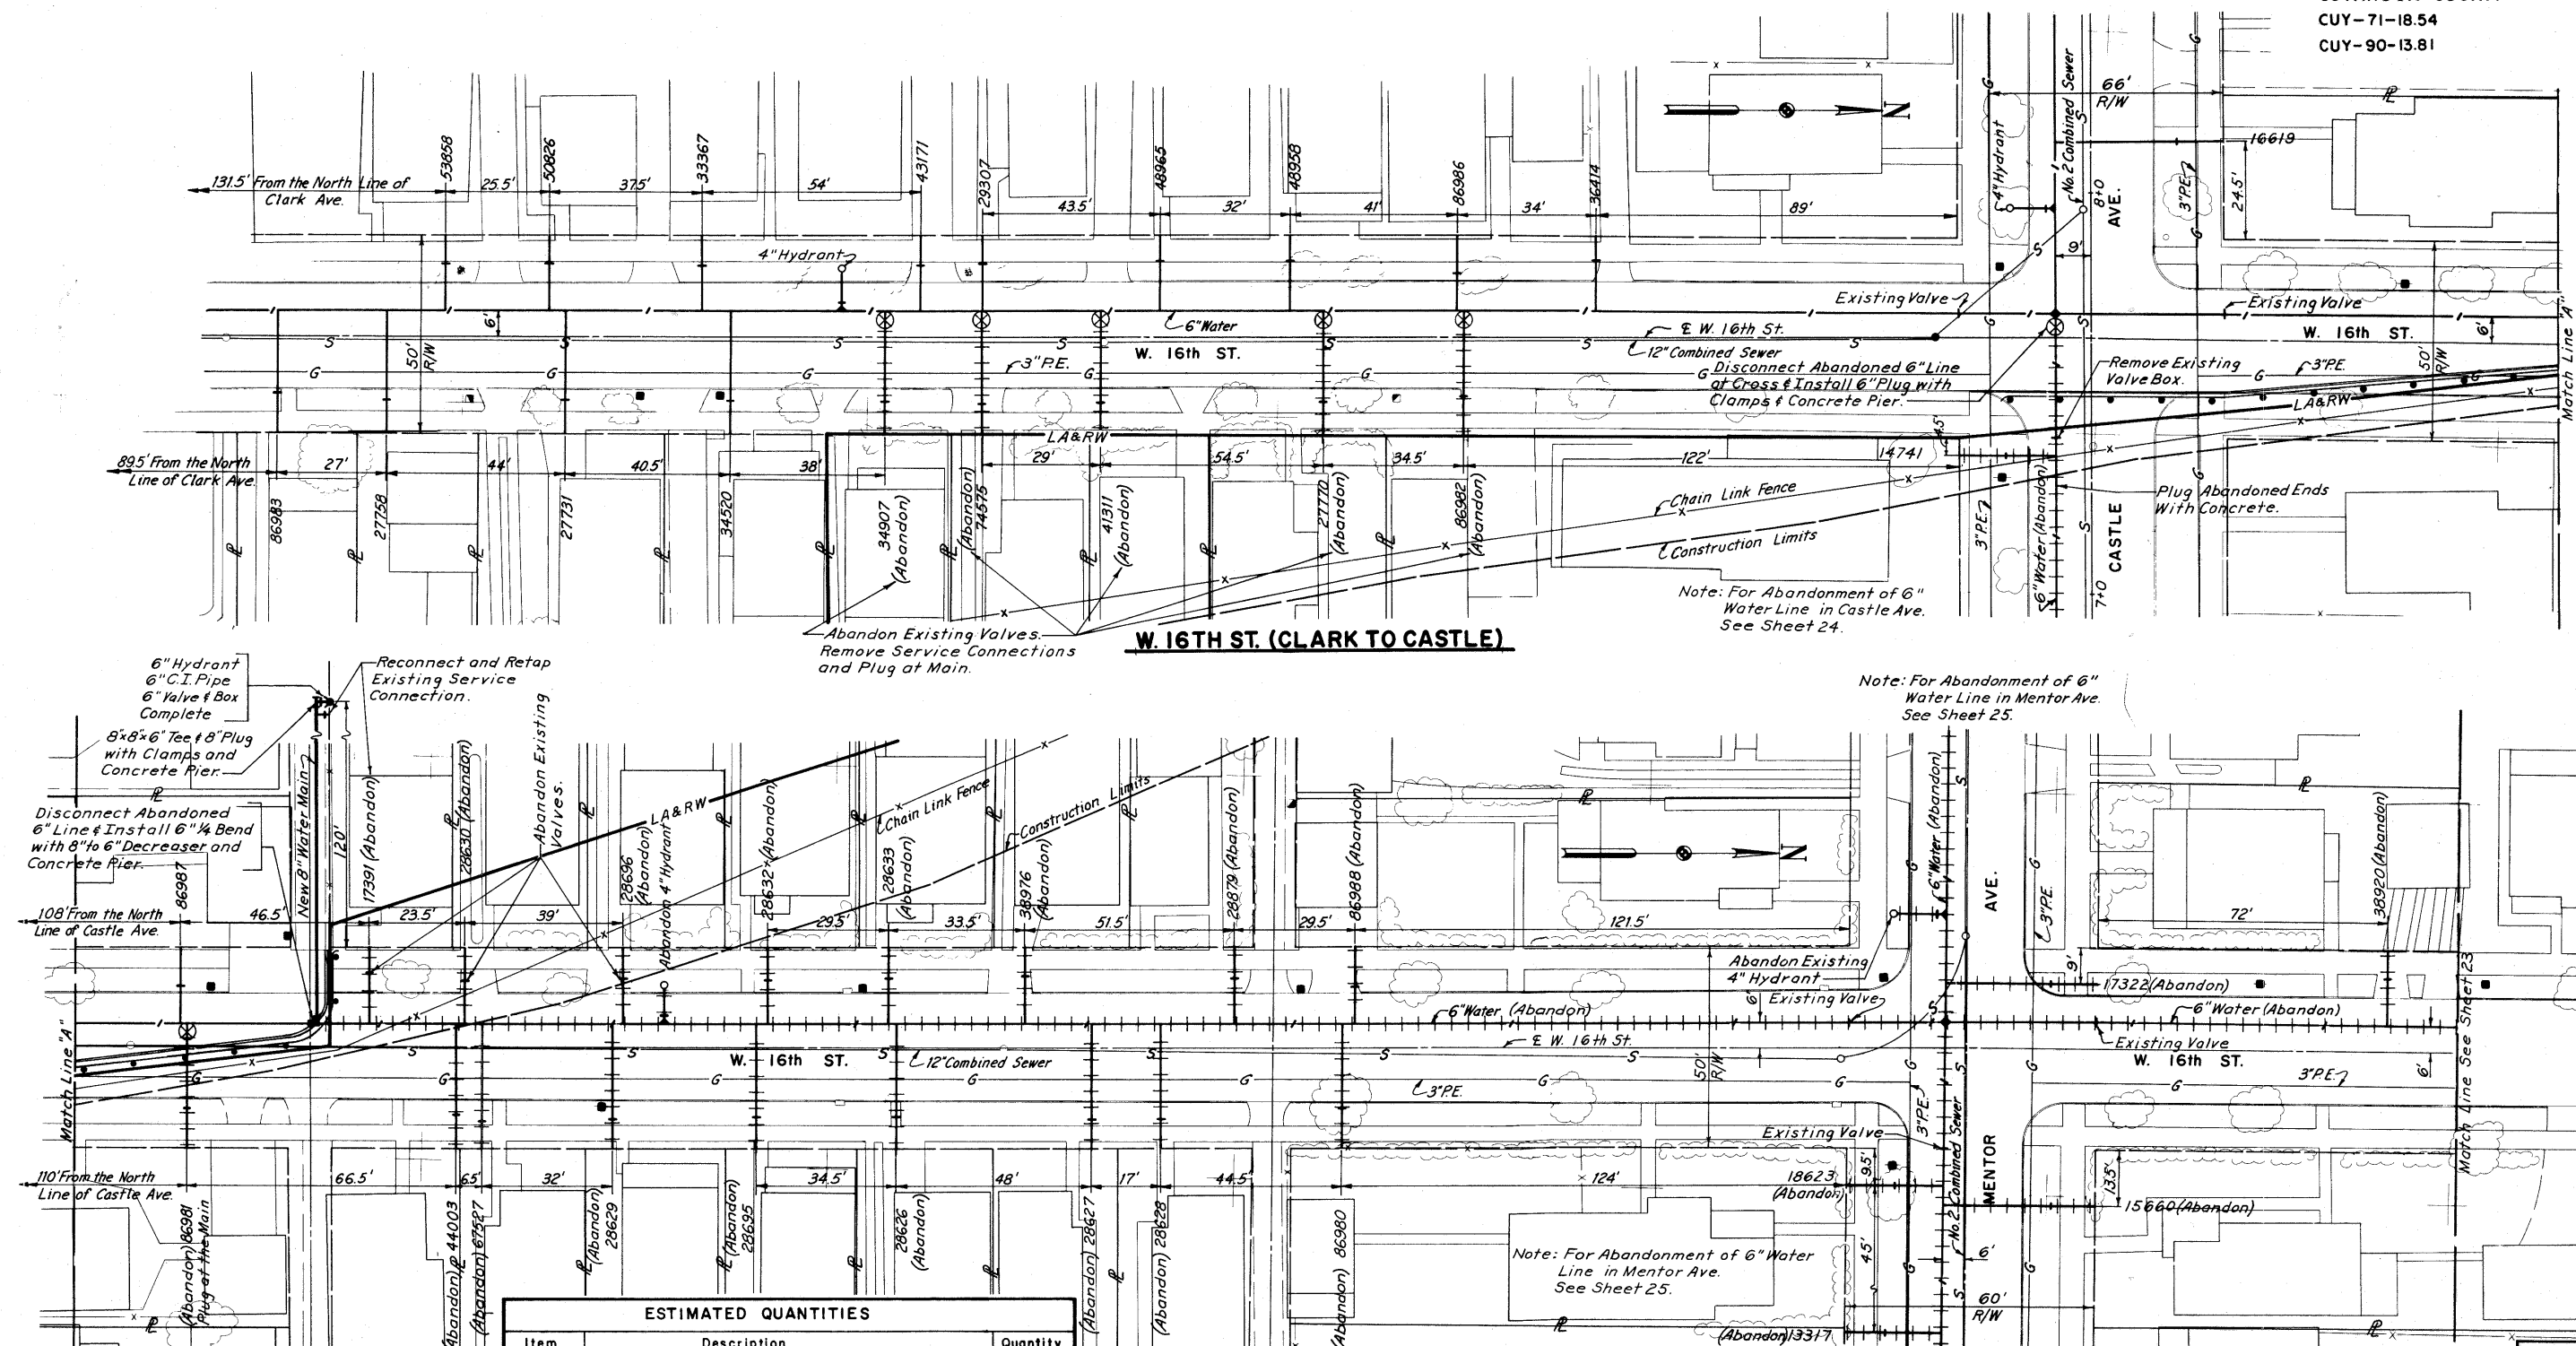 CUY-71-18.54
CUY-90-13.81
66'
R/W
℄
No.2 Combined Sewer
4" Hydrant
16619
24.5'
3" P.E.
8+0
AVE.
9'
N
131.5' From the North Line of
Clark Ave.
53858
25.5'
50826
37.5'
33367
54'
43171
29307
43.5'
48965
32'
48958
41'
86986
34'
36414
89'
4" Hydrant
50'
R/W
6'
6" Water
W. 16th ST.
3" P.E.
℄ W. 16th St.
12" Combined Sewer
Existing Valve
Existing Valve
W. 16th ST.
6'
50'
R/W
3" P.E.
Disconnect Abandoned 6" Line
at Cross & Install 6" Plug with
Clamps & Concrete Pier.
Remove Existing
Valve Box.
LA&RW
Match Line "A"
LA&RW
89.5' From the North
Line of Clark Ave.
27'
44'
40.5'
38'
29'
54.5'
34.5'
122'
14741
4.5'
86983
27758
27731
34520
34907
(Abandon)
(Abandon)
74575
41311
(Abandon)
27770
(Abandon)
86982
(Abandon)
Chain Link Fence
Construction Limits
3" P.E.
6" Water (Abandon)
CASTLE
7+0
Plug Abandoned Ends
With Concrete.
Note: For Abandonment of 6"
Water Line in Castle Ave.
See Sheet 24.
Abandon Existing Valves.
Remove Service Connections
and Plug at Main.
W. 16TH ST. (CLARK TO CASTLE)
6" Hydrant
6" C.I. Pipe
6" Valve & Box
Complete
8"x8"x6" Tee & 8" Plug
with Clamps and
Concrete Pier.
Reconnect and Retap
Existing Service
Connection.
Abandon Existing
Valves.
Disconnect Abandoned
6" Line & Install 6" 1/4 Bend
with 8" to 6" Decreaser and
Concrete Pier.
New 8" Water Main
120'
86987
17391 (Abandon)
28630 (Abandon)
28696
(Abandon)
Abandon 4" Hydrant
28632 (Abandon)
28633
(Abandon)
38976
(Abandon)
28879 (Abandon)
86988 (Abandon)
LA&RW
Chain Link Fence
Construction Limits
108' From the North
Line of Castle Ave.
46.5'
23.5'
39'
29.5'
33.5'
51.5'
29.5'
121.5'
N
Note: For Abandonment of 6"
Water Line in Mentor Ave.
See Sheet 25.
6" Water (Abandon)
AVE.
3" P.E.
72'
38920 (Abandon)
9'
17322 (Abandon)
Abandon Existing
4" Hydrant
Existing Valve
6'
6" Water (Abandon)
6" Water (Abandon)
Match Line See Sheet 23
Match Line "A"
W. 16th ST.
12" Combined Sewer
℄ W. 16th St.
50'
R/W
3" P.E.
Existing Valve
W. 16th ST.
3" P.E.
6'
3" P.E.
Existing Valve
No.2 Combined Sewer
MENTOR
110' From the North
Line of Castle Ave.
66.5'
6.5'
32'
34.5'
48'
17'
44.5'
124'
18623
(Abandon)
9.5'
13.5'
15660 (Abandon)
(Abandon) 86981
Plug at the Main
(Abandon) 44003
(Abandon) 67527
(Abandon)
28629
(Abandon)
28695
28626
(Abandon)
(Abandon) 28627
(Abandon) 28628
(Abandon) 86980
Note: For Abandonment of 6" Water
Line in Mentor Ave.
See Sheet 25.
45'
6'
60'
R/W
(Abandon) 13317
ESTIMATED QUANTITIES
Item Description Quantity